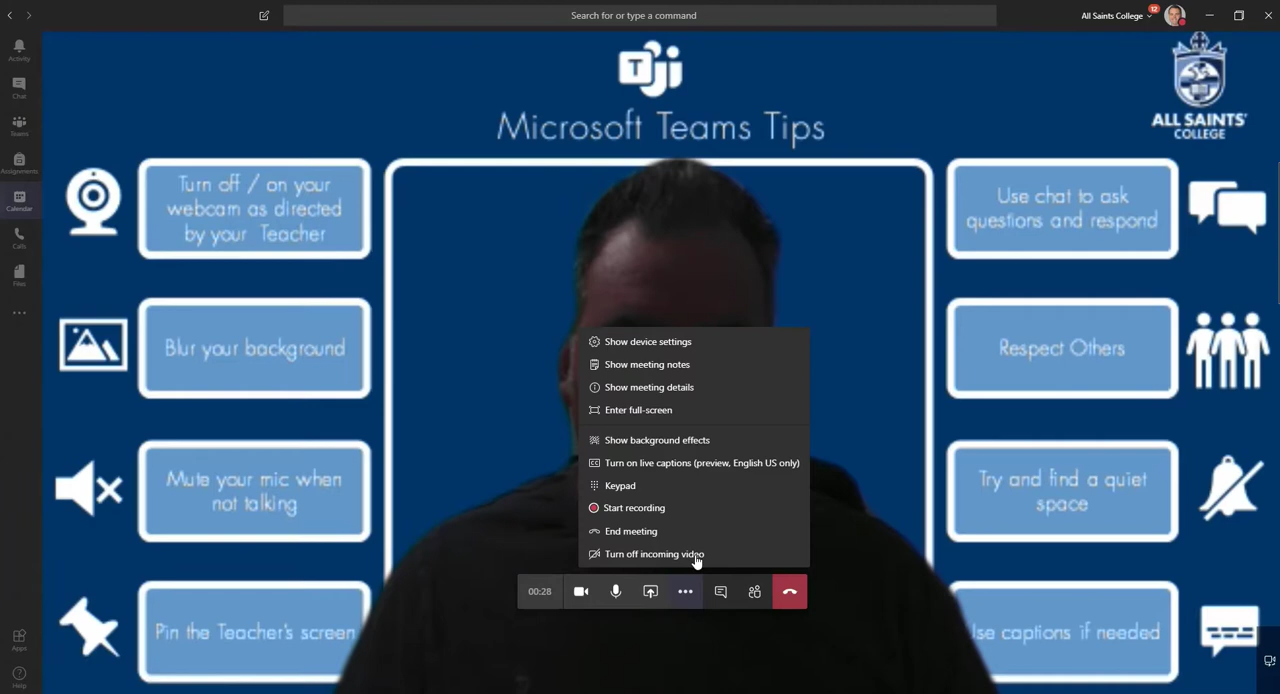 Search for or type a command
All Saints College
12
Activity
Chat
Teams
Assignments
Calendar
Calls
Files
Apps
Help
T
Microsoft Teams Tips
ALL SAINTS'
COLLEGE
Turn off / on your
webcam as directed
by your Teacher
Blur your background
Mute your mic when
not talking
Pin the Teacher's screen
Use chat to ask
questions and respond
Respect Others
Try and find a quiet
space
Use captions if needed
Show device settings
Show meeting notes
Show meeting details
Enter full-screen
Show background effects
CC Turn on live captions (preview, English US only)
Keypad
Start recording
End meeting
Turn off incoming video
00:28